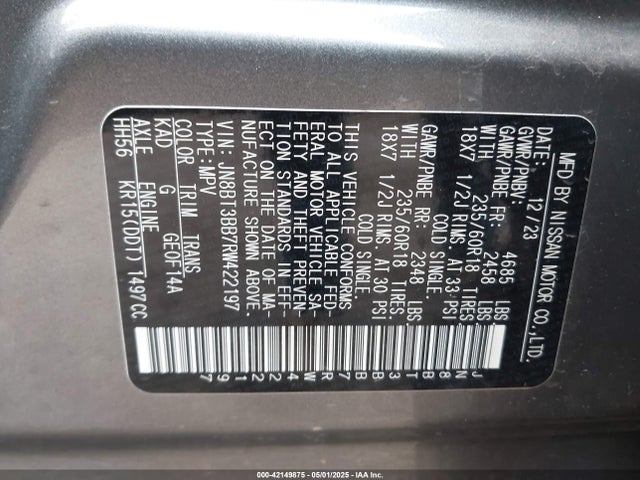 MFD BY NISSAN MOTOR CO.,LTD.
DATE: 12/23
GVWR/PNBV: 4685 LBS
GAWR/PNBE FR: 2458 LBS.
235/60R18 TIRES
18X7 1/2J RIMS AT 33 PSI
COLD SINGLE.
GAWR/PNBE RR: 2348 LBS.
235/60R18 TIRES
18X7 1/2J RIMS AT 30 PSI
COLD SINGLE.
THIS VEHICLE CONFORMS
TO ALL APPLICABLE FED-
ERAL MOTOR VEHICLE SA-
FETY AND THEFT PREVEN-
TION STANDARDS IN EFF-
ECT ON THE DATE OF MA-
NUFACTURE SHOWN ABOVE.
VIN: JN8BT3BB7RW422197
TYPE:MPV
COLOR TRIM TRANS
KAD G GE0F14A
AXLE ENGINE
HH56 KR15(DDT) 1497CC
JN8BT3BB7RW422197
000-42149875 - 05/01/2025 - IAA Inc.